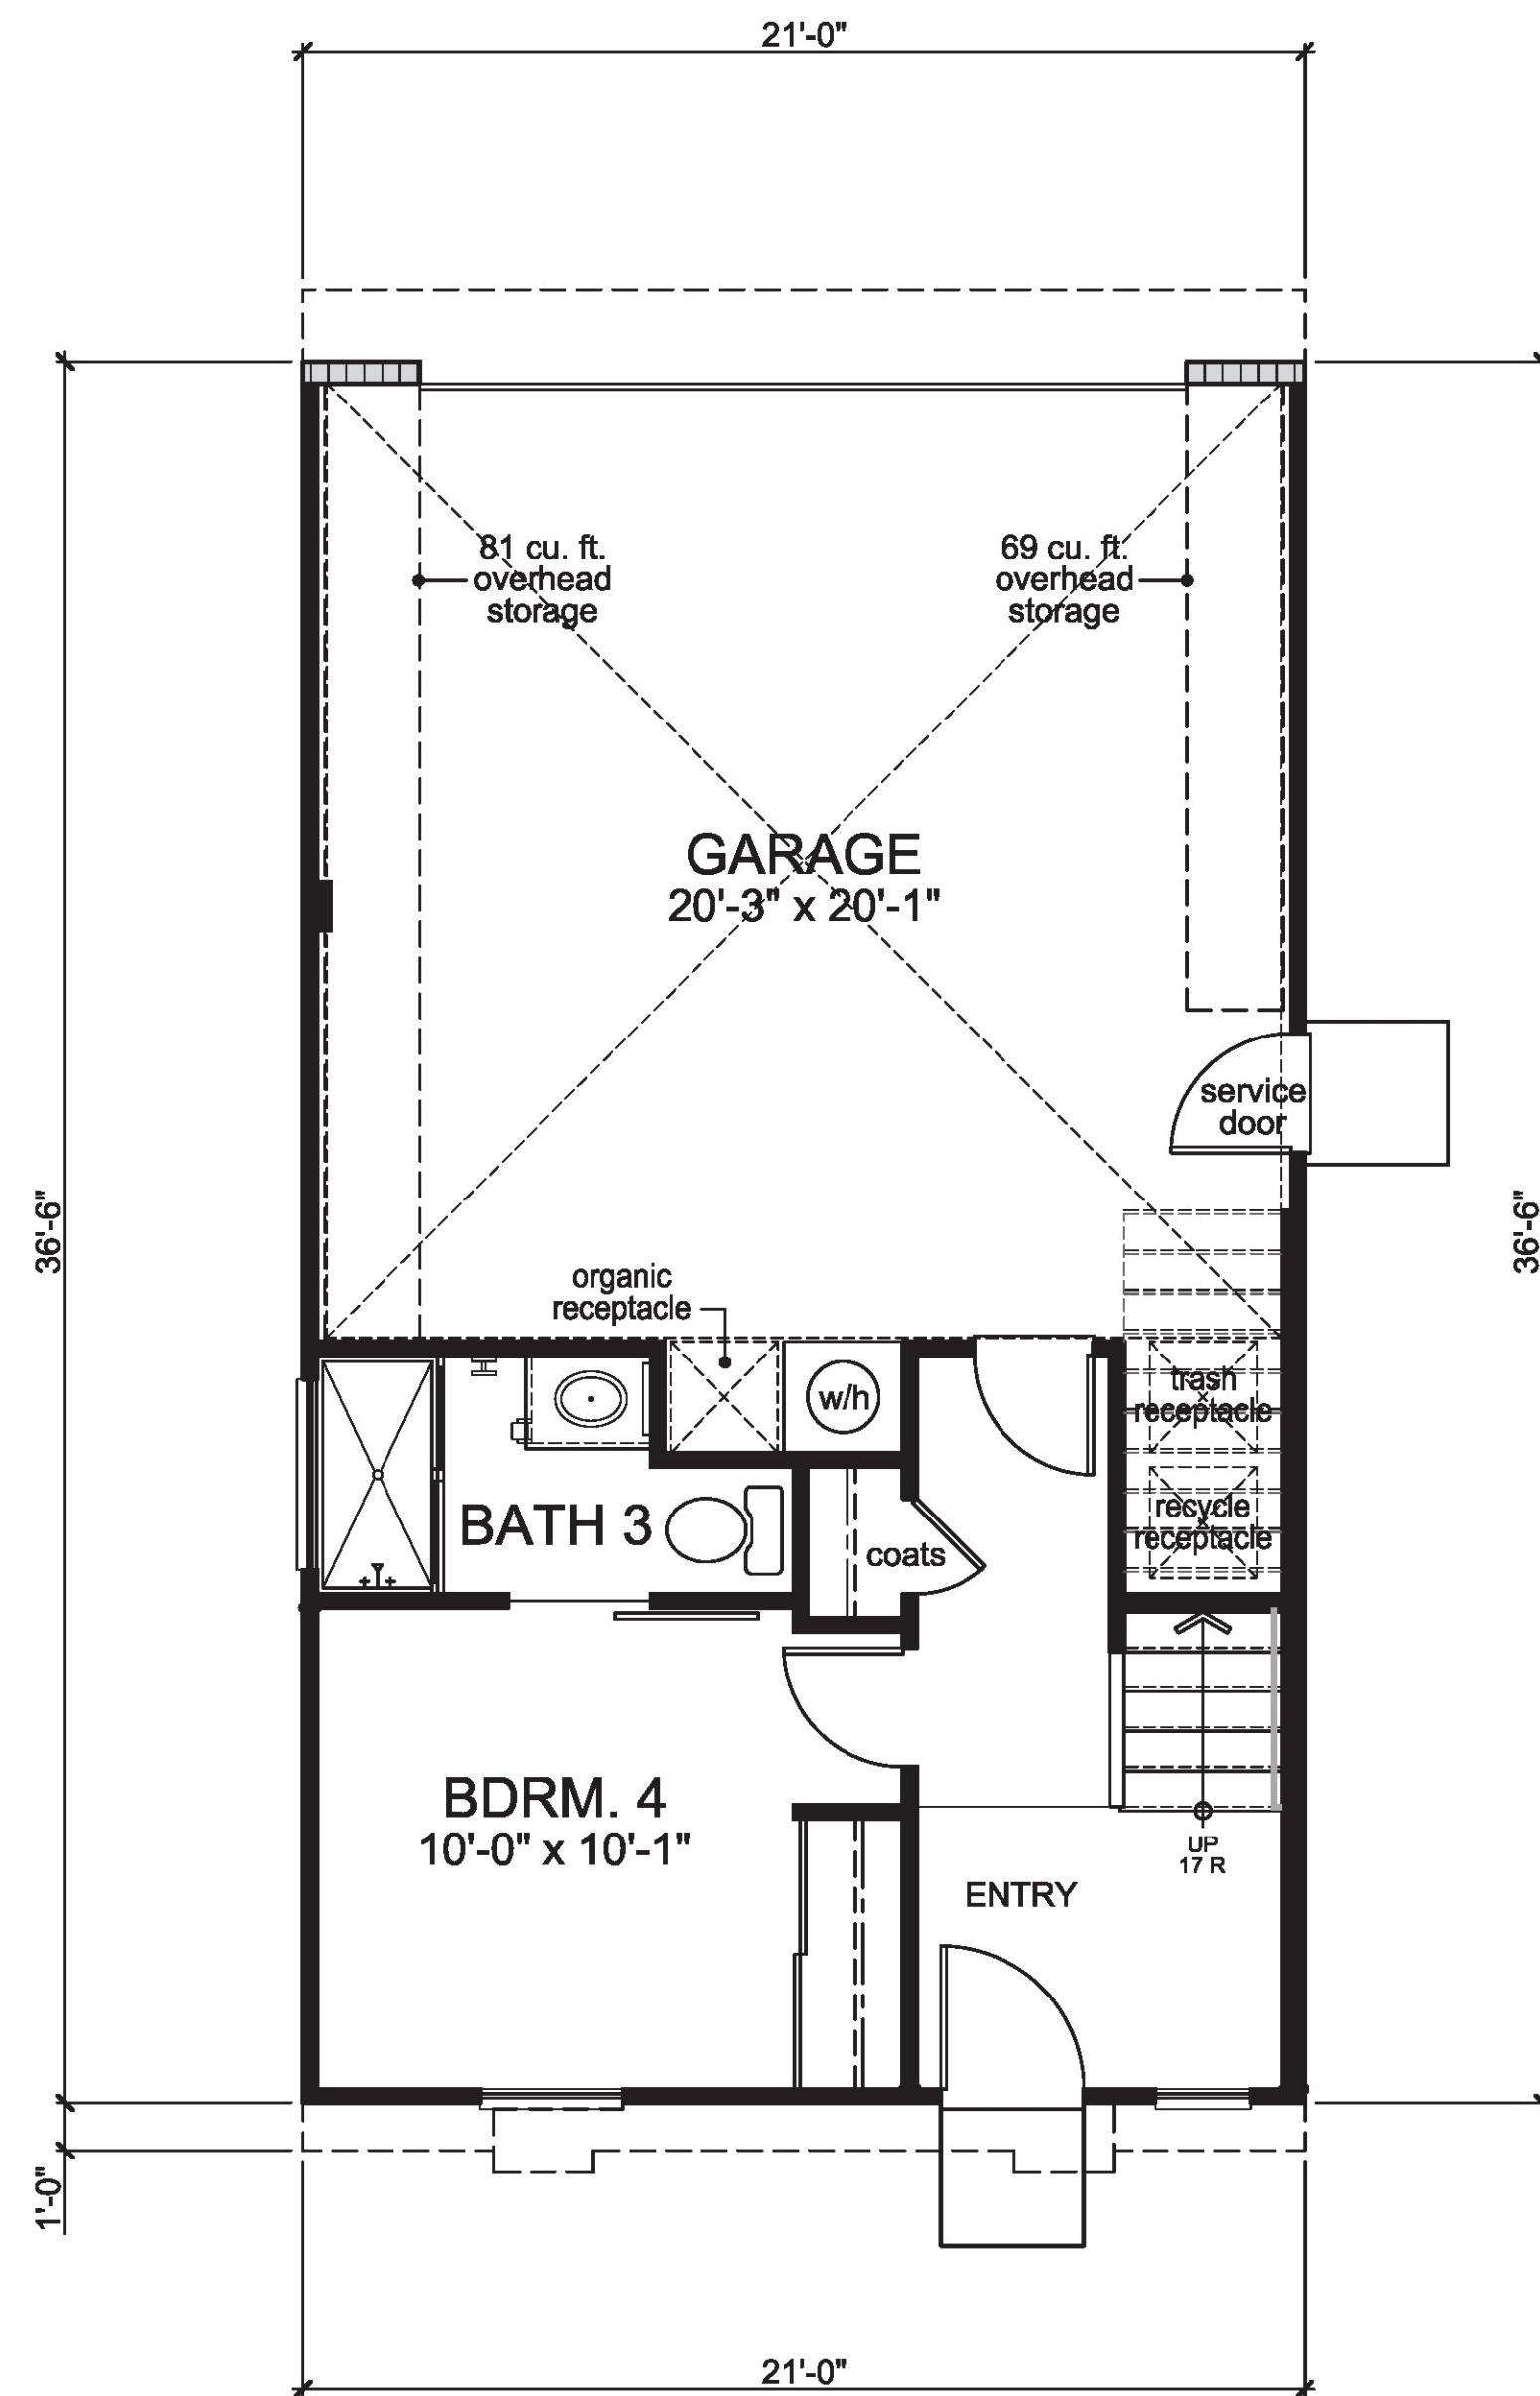 21'-0"
81 cu. ft.
overhead
storage
69 cu. ft.
overhead
storage
GARAGE
20'-3" x 20'-1"
service
door
36'-6"
36'-6"
organic
receptacle
w/h
trash
receptacle
recycle
receptacle
BATH 3
coats
BDRM. 4
10'-0" x 10'-1"
UP
17 R
ENTRY
1'-0"
21'-0"